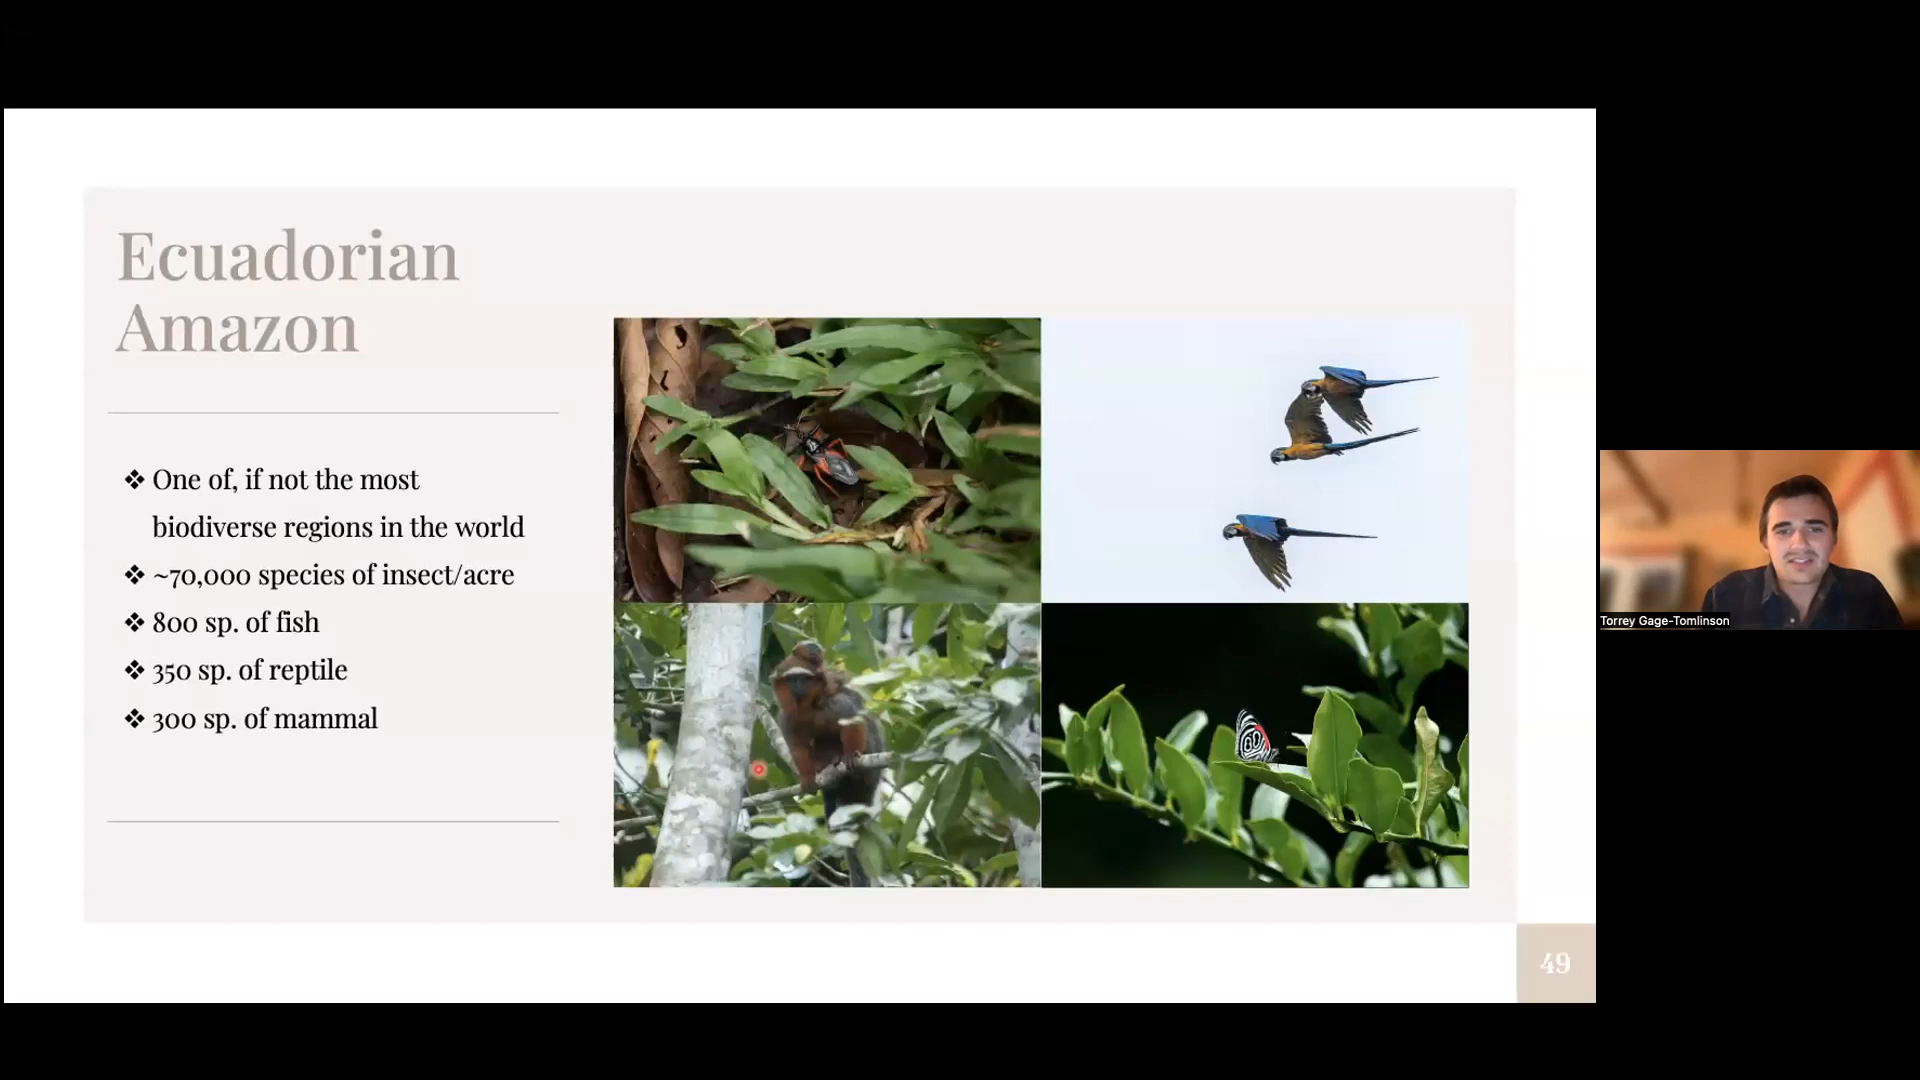 Ecuadorian
Amazon
❖ One of, if not the most
biodiverse regions in the world
❖ ~70,000 species of insect/acre
❖ 800 sp. of fish
❖ 350 sp. of reptile
❖ 300 sp. of mammal
49
Torrey Gage-Tomlinson